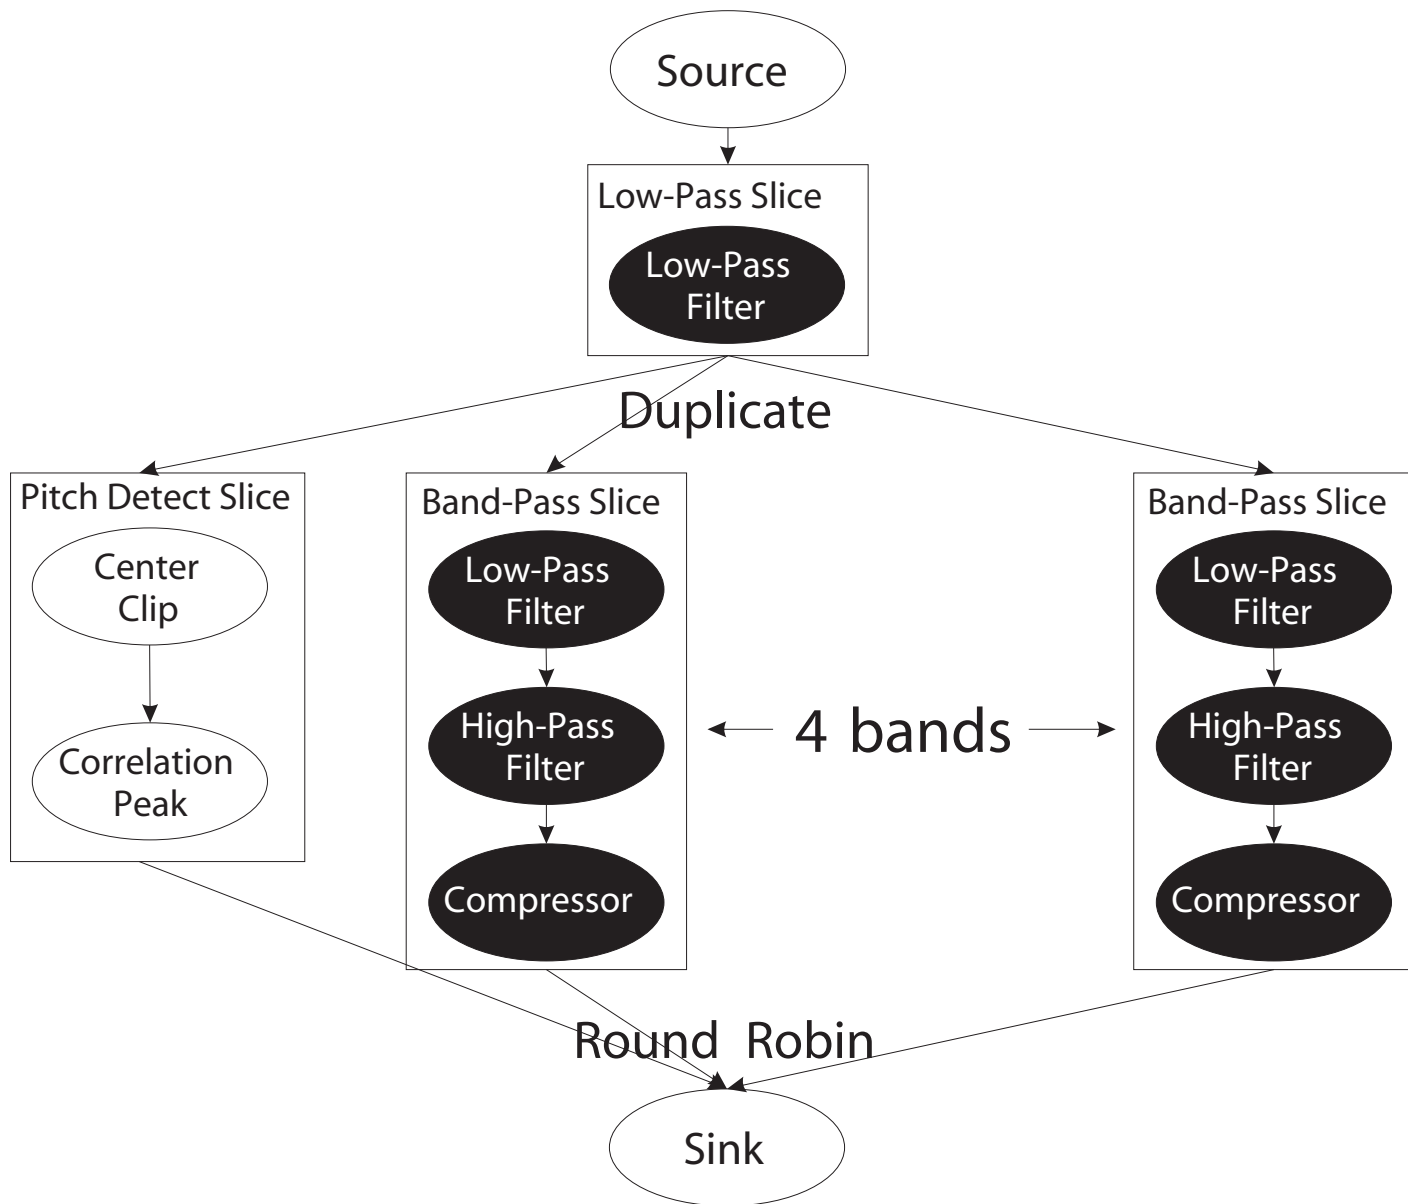 Source
Low-Pass Slice
Low-Pass
Filter
Duplicate
Pitch Detect Slice
Center
Clip
Correlation
Peak
Band-Pass Slice
Low-Pass
Filter
High-Pass
Filter
Compressor
4 bands
Band-Pass Slice
Low-Pass
Filter
High-Pass
Filter
Compressor
Round Robin
Sink